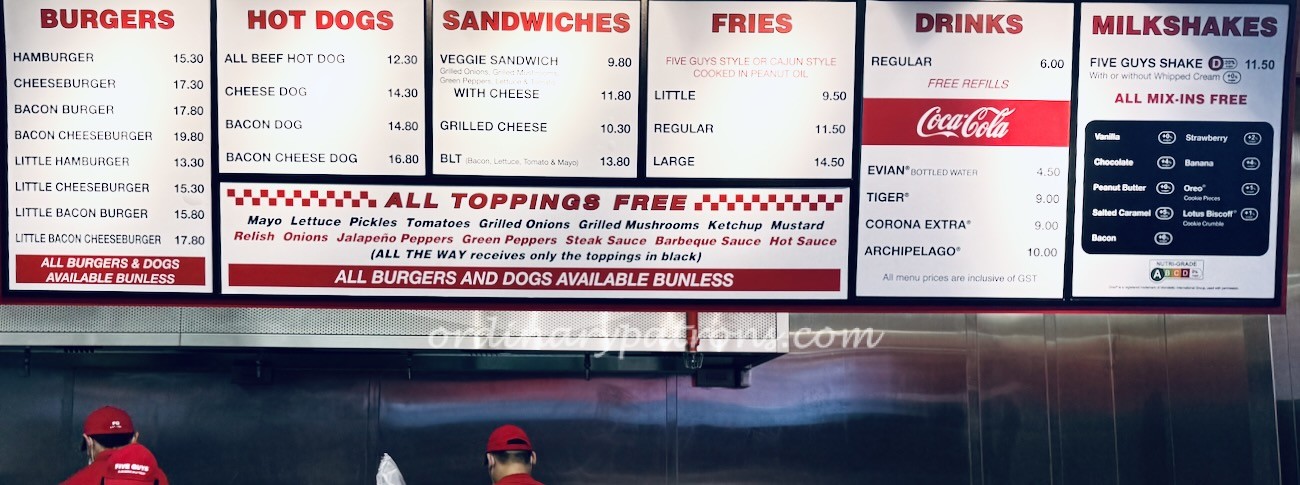 BURGERS
HAMBURGER 15.30
CHEESEBURGER 17.30
BACON BURGER 17.80
BACON CHEESEBURGER 19.80
LITTLE HAMBURGER 13.30
LITTLE CHEESEBURGER 15.30
LITTLE BACON BURGER 15.80
LITTLE BACON CHEESEBURGER 17.80
ALL BURGERS & DOGS
AVAILABLE BUNLESS
HOT DOGS
ALL BEEF HOT DOG 12.30
CHEESE DOG 14.30
BACON DOG 14.80
BACON CHEESE DOG 16.80
SANDWICHES
VEGGIE SANDWICH 9.80
Grilled Onions, Grilled Mushrooms,
Green Peppers, Lettuce & Tomato
WITH CHEESE 11.80
GRILLED CHEESE 10.30
BLT (Bacon, Lettuce, Tomato & Mayo) 13.80
FRIES
FIVE GUYS STYLE OR CAJUN STYLE
COOKED IN PEANUT OIL
LITTLE 9.50
REGULAR 11.50
LARGE 14.50
ALL TOPPINGS FREE
Mayo Lettuce Pickles Tomatoes Grilled Onions Grilled Mushrooms Ketchup Mustard
Relish Onions Jalapeño Peppers Green Peppers Steak Sauce Barbeque Sauce Hot Sauce
(ALL THE WAY receives only the toppings in black)
ALL BURGERS AND DOGS AVAILABLE BUNLESS
DRINKS
REGULAR 6.00
FREE REFILLS
Coca-Cola
EVIAN® BOTTLED WATER 4.50
TIGER® 9.00
CORONA EXTRA® 9.00
ARCHIPELAGO® 10.00
All menu prices are inclusive of GST
MILKSHAKES
FIVE GUYS SHAKE D 11.50
With or without Whipped Cream
ALL MIX-INS FREE
Vanilla Strawberry
Chocolate Banana
Peanut Butter Oreo®
Cookie Pieces
Salted Caramel Lotus Biscoff®
Cookie Crumble
Bacon
NUTRI-GRADE
A B C D
ordinarypatrons.com
FIVE GUYS